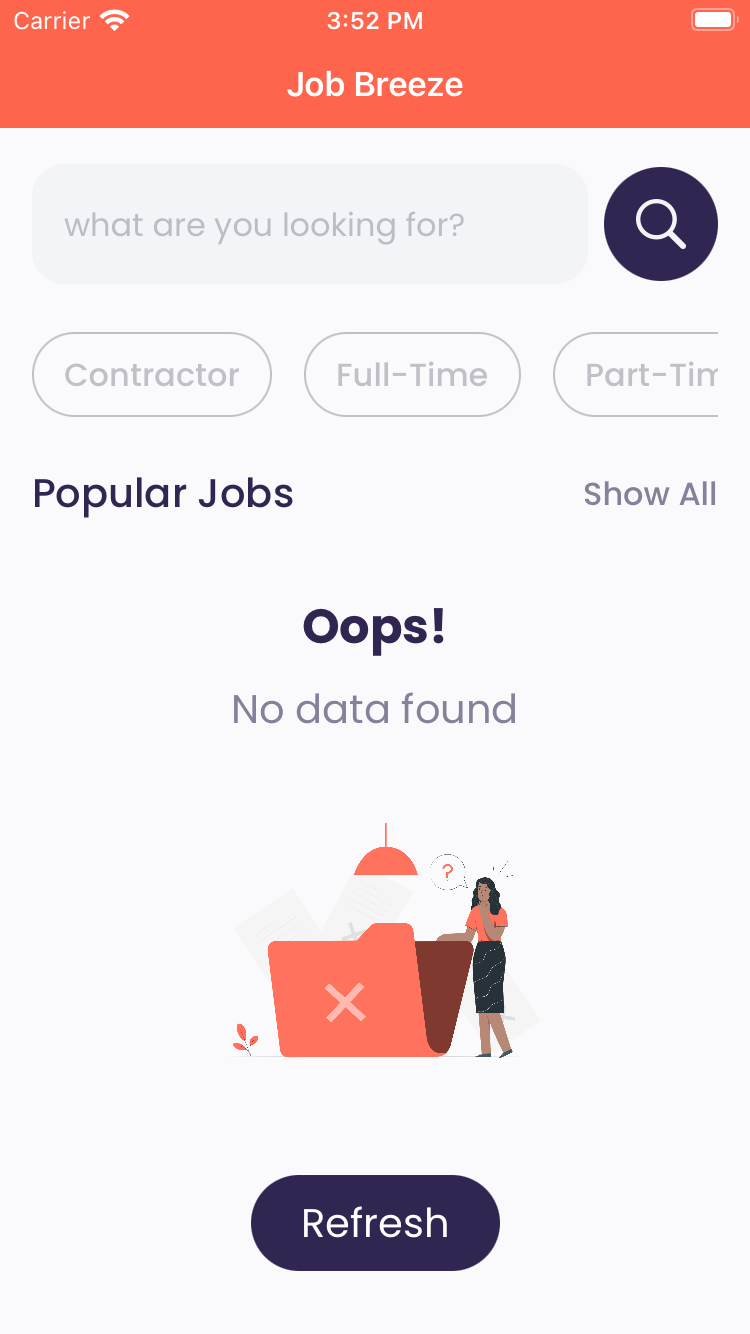 Carrier 3:52 PM
Job Breeze
what are you looking for?
Contractor Full-Time Part-Tim
Popular Jobs Show All
Oops!
No data found
?
Refresh